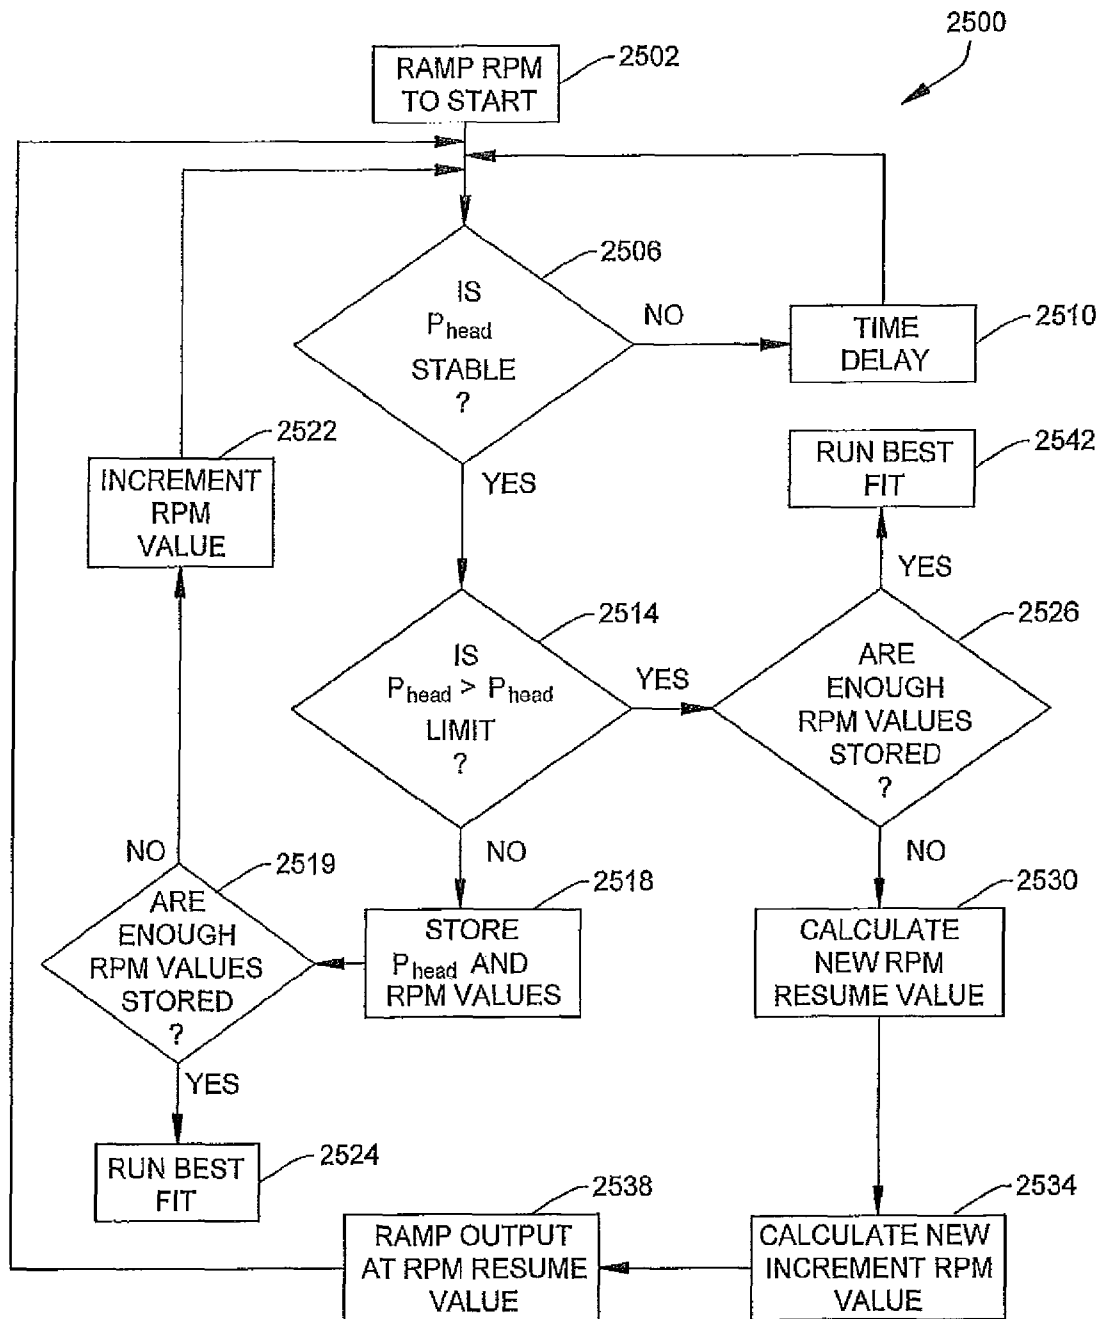 2500
RAMP RPM
TO START
2502
IS
Phead
STABLE
?
2506
NO
TIME
DELAY
2510
YES
INCREMENT
RPM
VALUE
2522
RUN BEST
FIT
2542
YES
IS
Phead > Phead
LIMIT
?
2514
YES
ARE
ENOUGH
RPM VALUES
STORED
?
2526
NO
NO
NO
ARE
ENOUGH
RPM VALUES
STORED
?
2519
STORE
Phead AND
RPM VALUES
2518
CALCULATE
NEW RPM
RESUME VALUE
2530
YES
RUN BEST
FIT
2524
RAMP OUTPUT
AT RPM RESUME
VALUE
2538
CALCULATE NEW
INCREMENT RPM
VALUE
2534